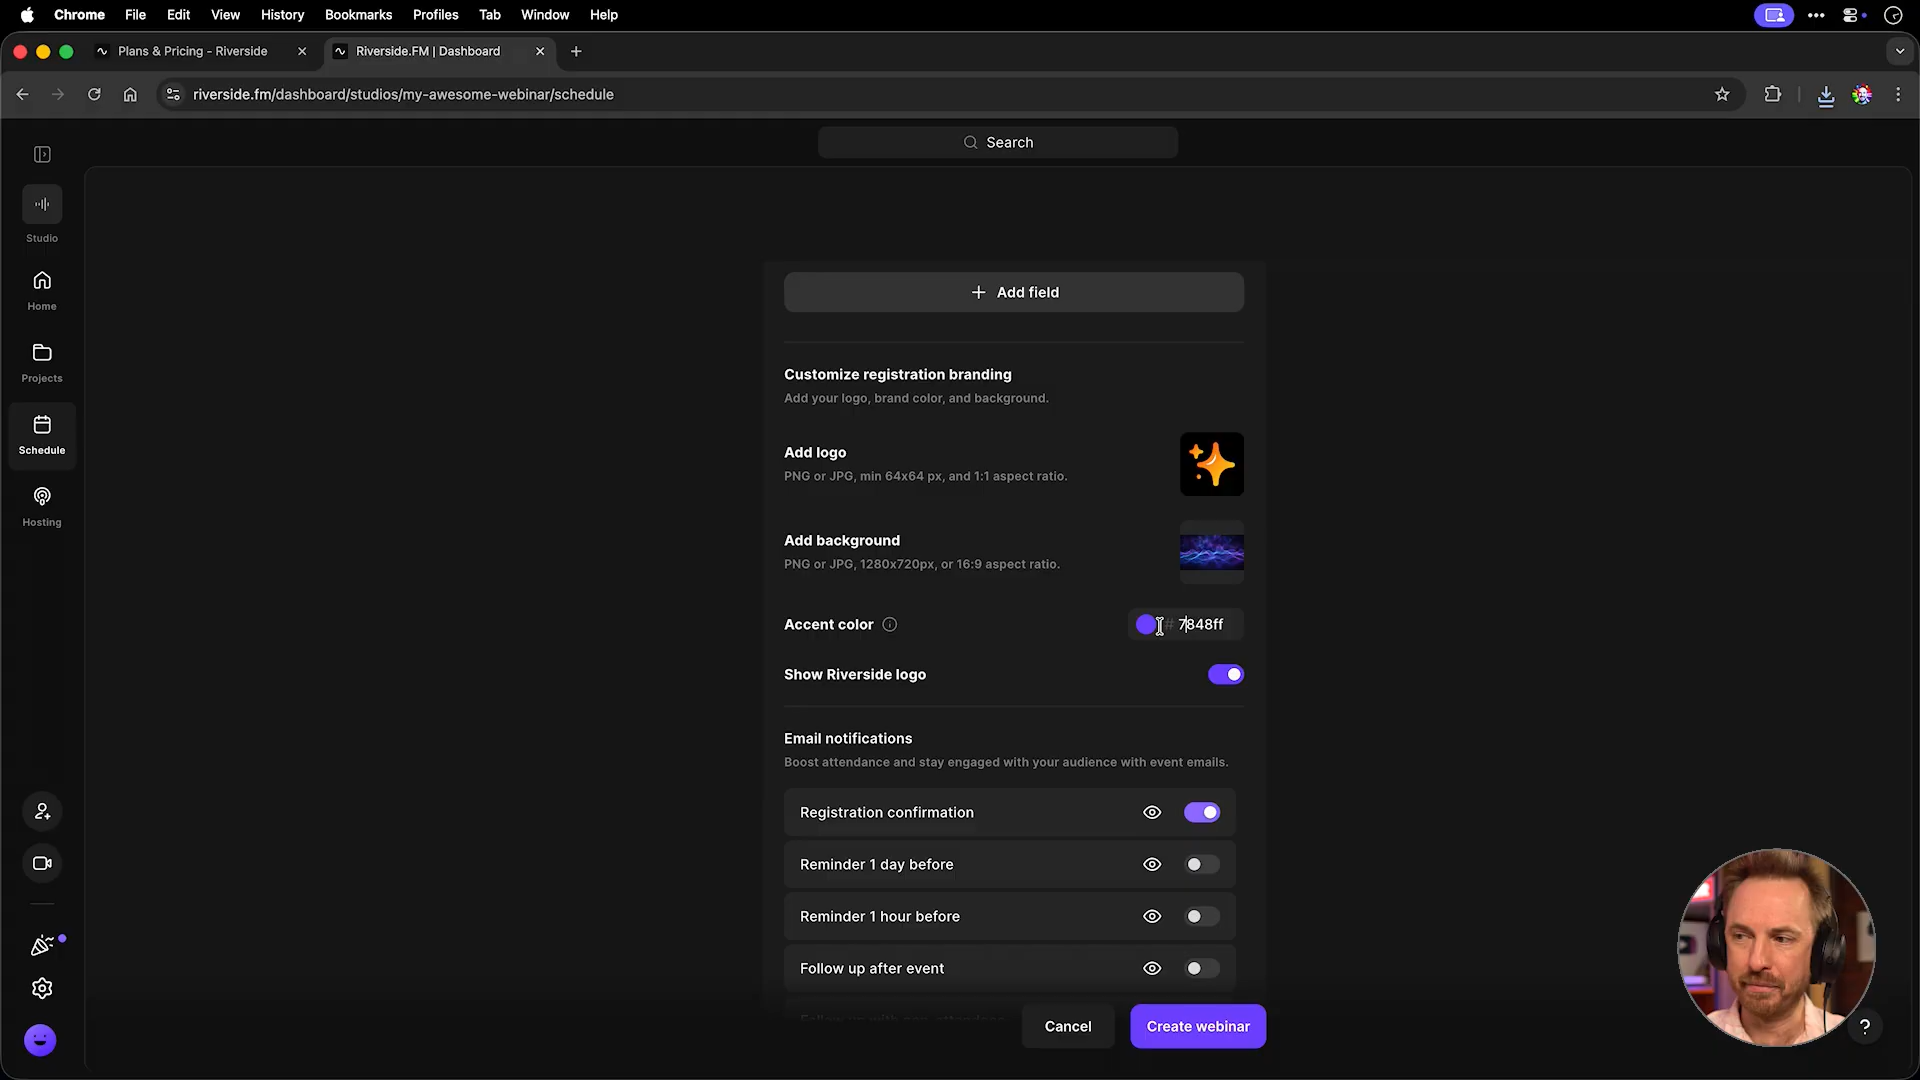 Chrome File Edit View History Bookmarks Profiles Tab Window Help
Plans & Pricing - Riverside
Riverside.FM | Dashboard
riverside.fm/dashboard/studios/my-awesome-webinar/schedule
Search
Studio
Home
Projects
Schedule
Hosting
Add field
Customize registration branding
Add your logo, brand color, and background.
Add logo
PNG or JPG, min 64x64 px, and 1:1 aspect ratio.
Add background
PNG or JPG, 1280x720px, or 16:9 aspect ratio.
Accent color
# 7848ff
Show Riverside logo
Email notifications
Boost attendance and stay engaged with your audience with event emails.
Registration confirmation
Reminder 1 day before
Reminder 1 hour before
Follow up after event
Cancel
Create webinar
?